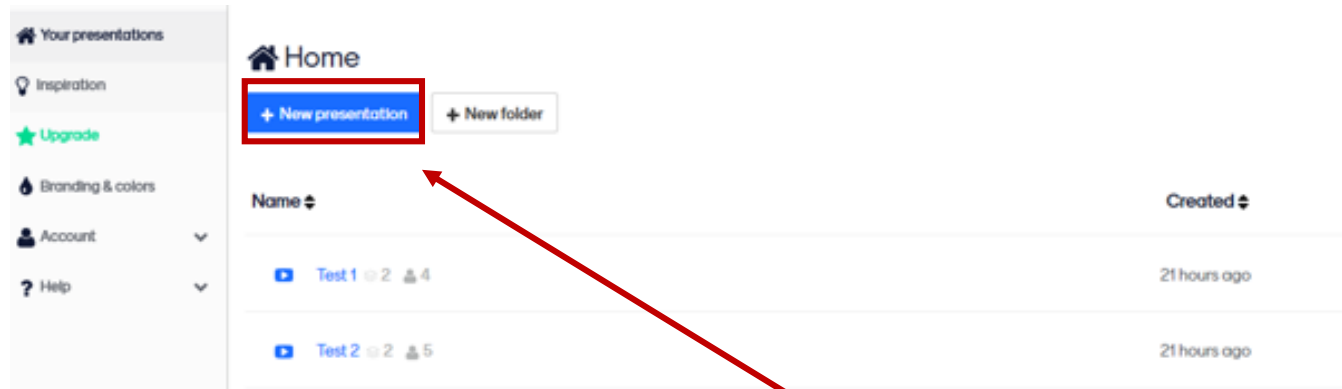 Your presentations
Inspiration
Upgrade
Branding & colors
Account
? Help
Home
+ New presentation
+ New folder
Name
Created
Test 1 2 4
21 hours ago
Test 2 2 5
21 hours ago